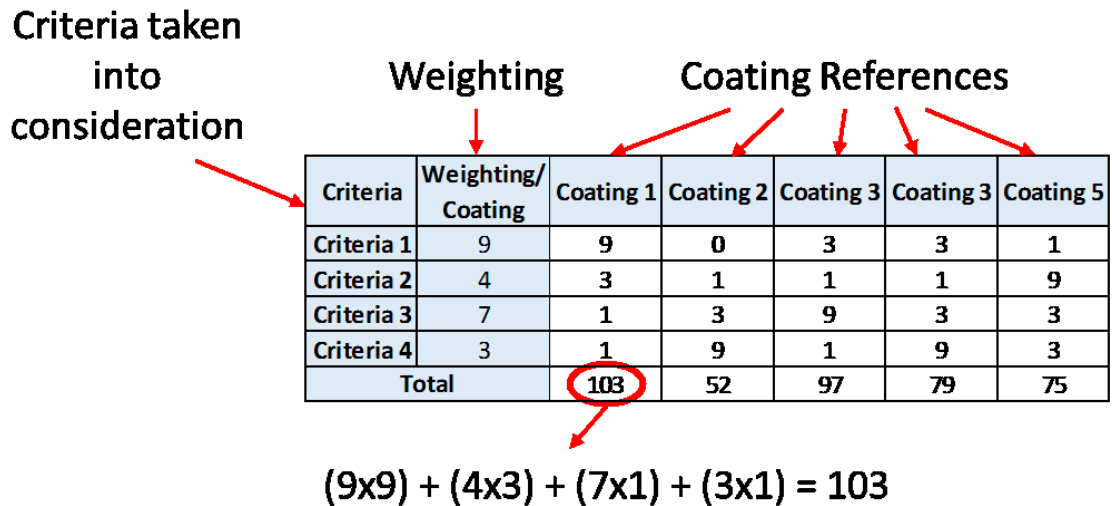 Criteria taken
into
consideration
Weighting
Coating References
Criteria Weighting/ Coating Coating 1 Coating 2 Coating 3 Coating 3 Coating 5
Criteria 1 9 9 0 3 3 1
Criteria 2 4 3 1 1 1 9
Criteria 3 7 1 3 9 3 3
Criteria 4 3 1 9 1 9 3
Total 103 52 97 79 75
(9x9) + (4x3) + (7x1) + (3x1) = 103